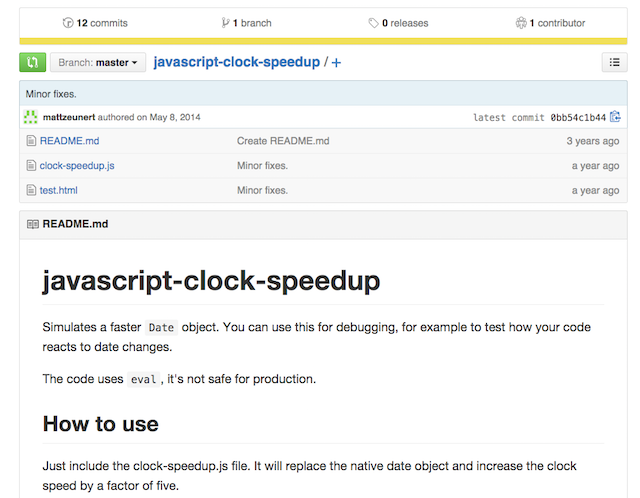 12 commits 1 branch 0 releases 1 contributor
Branch: master javascript-clock-speedup / +
Minor fixes.
mattzeunert authored on May 8, 2014 latest commit 0bb54c1b44
README.md Create README.md 3 years ago
clock-speedup.js Minor fixes. a year ago
test.html Minor fixes. a year ago
README.md
javascript-clock-speedup
Simulates a faster Date object. You can use this for debugging, for example to test how your code
reacts to date changes.
The code uses eval, it's not safe for production.
How to use
Just include the clock-speedup.js file. It will replace the native date object and increase the clock
speed by a factor of five.